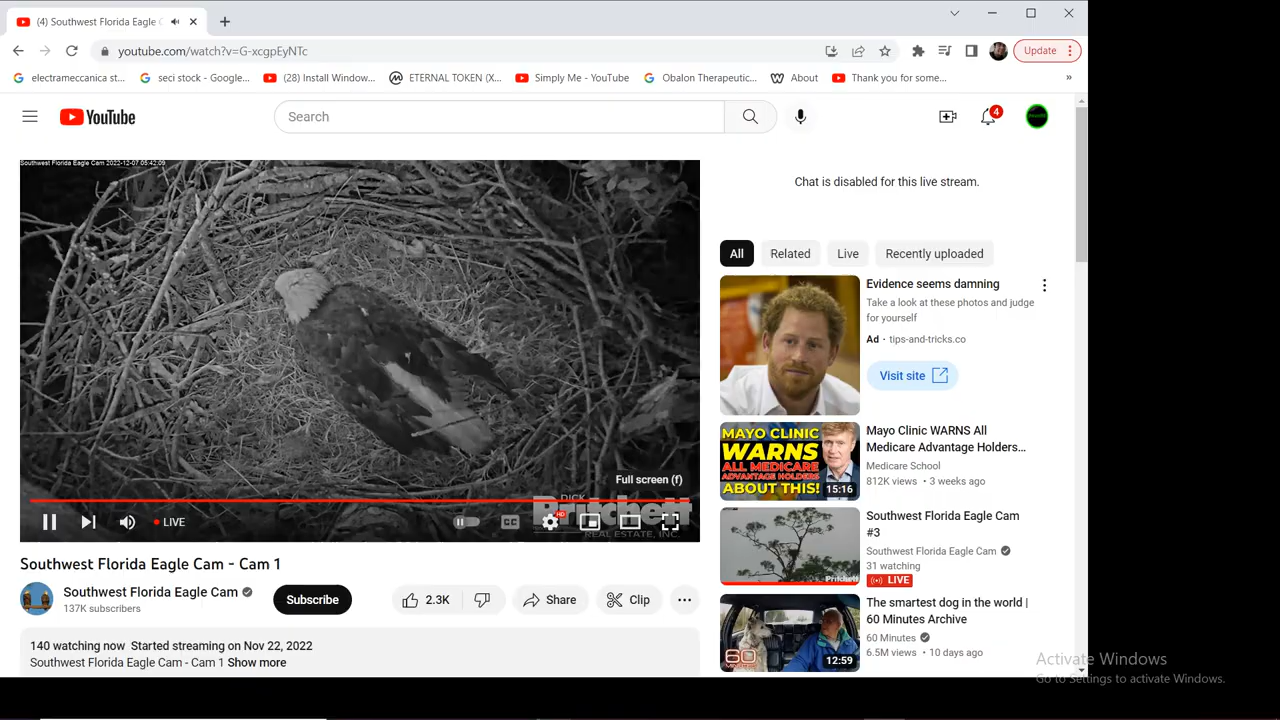 (4) Southwest Florida Eagle C
youtube.com/watch?v=G-xcgpEyNTc
Update
electrameccanica st...
seci stock - Google...
(28) Install Window...
ETERNAL TOKEN (X...
Simply Me - YouTube
Obalon Therapeutic...
About
Thank you for some...
»
YouTube
Search
4
Southwest Florida Eagle Cam 2022-12-07 05:42:09
Full screen (f)
DICK
Pritchett
REAL ESTATE, INC.
LIVE
HD
Southwest Florida Eagle Cam - Cam 1
Southwest Florida Eagle Cam
137K subscribers
Subscribe
2.3K
Share
Clip
140 watching now Started streaming on Nov 22, 2022
Southwest Florida Eagle Cam - Cam 1 Show more
Chat is disabled for this live stream.
All
Related
Live
Recently uploaded
Evidence seems damning
Take a look at these photos and judge
for yourself
Ad · tips-and-tricks.co
Visit site
MAYO CLINIC
WARNS
ALL MEDICARE
ADVANTAGE HOLDERS
ABOUT THIS!
15:16
Mayo Clinic WARNS All
Medicare Advantage Holders...
Medicare School
812K views • 3 weeks ago
Pritchett
Southwest Florida Eagle Cam
#3
Southwest Florida Eagle Cam
31 watching
LIVE
60
12:59
The smartest dog in the world |
60 Minutes Archive
60 Minutes
6.5M views • 10 days ago
Activate Windows
Go to Settings to activate Windows.